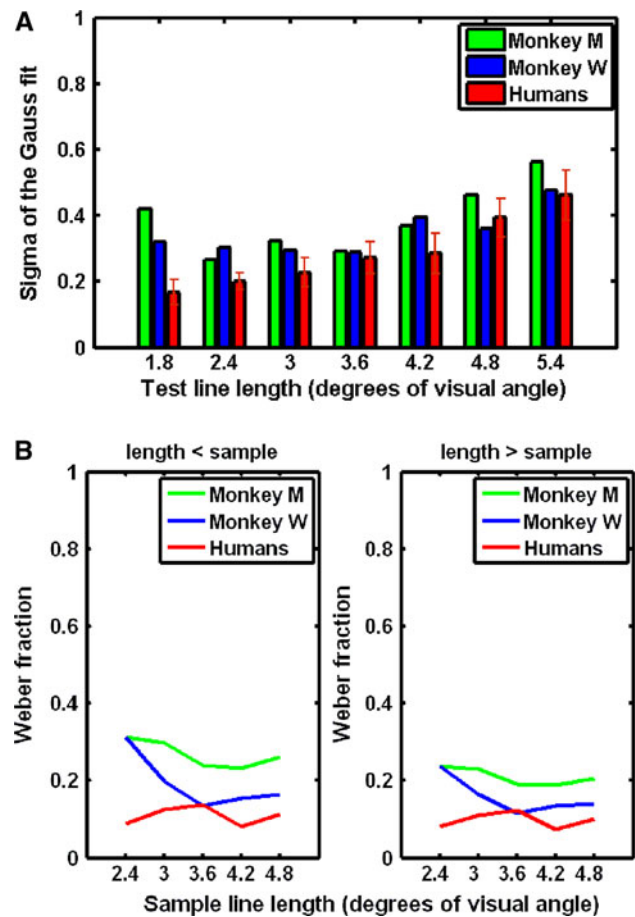 A
Sigma of the Gauss fit
1
0.8
0.6
0.4
0.2
0
Monkey M
Monkey W
Humans
1.8 2.4 3 3.6 4.2 4.8 5.4
Test line length (degrees of visual angle)
B
length < sample
Weber fraction
1
0.8
0.6
0.4
0.2
0
Monkey M
Monkey W
Humans
2.4 3 3.6 4.2 4.8
length > sample
Weber fraction
1
0.8
0.6
0.4
0.2
0
Monkey M
Monkey W
Humans
2.4 3 3.6 4.2 4.8
Sample line length (degrees of visual angle)